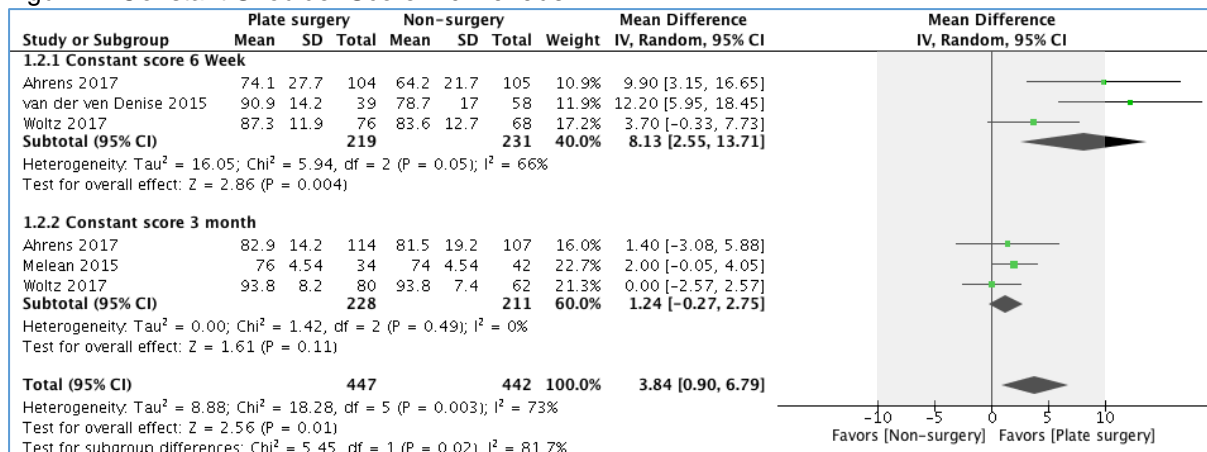 Plate surgery Non-surgery Mean Difference Mean Difference
Study or Subgroup Mean SD Total Mean SD Total Weight IV, Random, 95% CI IV, Random, 95% CI
1.2.1 Constant score 6 Week
Ahrens 2017 74.1 27.7 104 64.2 21.7 105 10.9% 9.90 [3.15, 16.65]
van der ven Denise 2015 90.9 14.2 39 78.7 17 58 11.9% 12.20 [5.95, 18.45]
Woltz 2017 87.3 11.9 76 83.6 12.7 68 17.2% 3.70 [-0.33, 7.73]
Subtotal (95% CI) 219 231 40.0% 8.13 [2.55, 13.71]
Heterogeneity: Tau² = 16.05; Chi² = 5.94, df = 2 (P = 0.05); I² = 66%
Test for overall effect: Z = 2.86 (P = 0.004)
1.2.2 Constant score 3 month
Ahrens 2017 82.9 14.2 114 81.5 19.2 107 16.0% 1.40 [-3.08, 5.88]
Melean 2015 76 4.54 34 74 4.54 42 22.7% 2.00 [-0.05, 4.05]
Woltz 2017 93.8 8.2 80 93.8 7.4 62 21.3% 0.00 [-2.57, 2.57]
Subtotal (95% CI) 228 211 60.0% 1.24 [-0.27, 2.75]
Heterogeneity: Tau² = 0.00; Chi² = 1.42, df = 2 (P = 0.49); I² = 0%
Test for overall effect: Z = 1.61 (P = 0.11)
Total (95% CI) 447 442 100.0% 3.84 [0.90, 6.79]
Heterogeneity: Tau² = 8.88; Chi² = 18.28, df = 5 (P = 0.003); I² = 73%
Test for overall effect: Z = 2.56 (P = 0.01)
Test for subgroup differences: Chi² = 5.45, df = 1 (P = 0.02), I² = 81.7%
-10 -5 0 5 10
Favors [Non-surgery] Favors [Plate surgery]